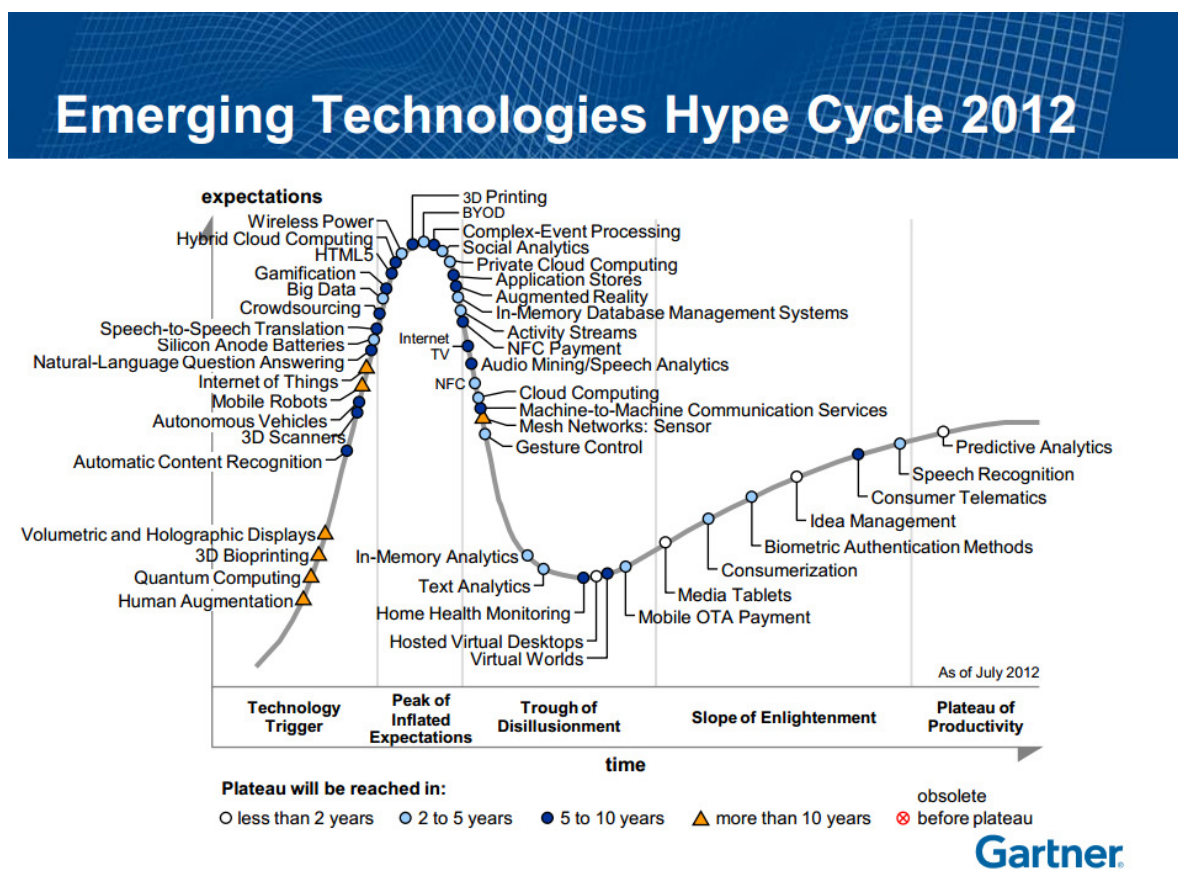 Emerging Technologies Hype Cycle 2012
expectations
3D Printing
BYOD
Wireless Power
Complex-Event Processing
Hybrid Cloud Computing
Social Analytics
HTML5
Private Cloud Computing
Gamification
Application Stores
Big Data
Augmented Reality
Crowdsourcing
In-Memory Database Management Systems
Speech-to-Speech Translation
Activity Streams
Silicon Anode Batteries
Internet
TV
NFC Payment
Natural-Language Question Answering
Audio Mining/Speech Analytics
Internet of Things
NFC
Cloud Computing
Mobile Robots
Machine-to-Machine Communication Services
Autonomous Vehicles
Mesh Networks: Sensor
3D Scanners
Gesture Control
Automatic Content Recognition
Predictive Analytics
Speech Recognition
Consumer Telematics
Idea Management
Volumetric and Holographic Displays
Biometric Authentication Methods
3D Bioprinting
In-Memory Analytics
Consumerization
Quantum Computing
Text Analytics
Media Tablets
Human Augmentation
Home Health Monitoring
Mobile OTA Payment
Hosted Virtual Desktops
Virtual Worlds
As of July 2012
Technology
Trigger
Peak of
Inflated
Expectations
Trough of
Disillusionment
Slope of Enlightenment
Plateau of
Productivity
time
Plateau will be reached in:
less than 2 years
2 to 5 years
5 to 10 years
more than 10 years
obsolete
before plateau
Gartner